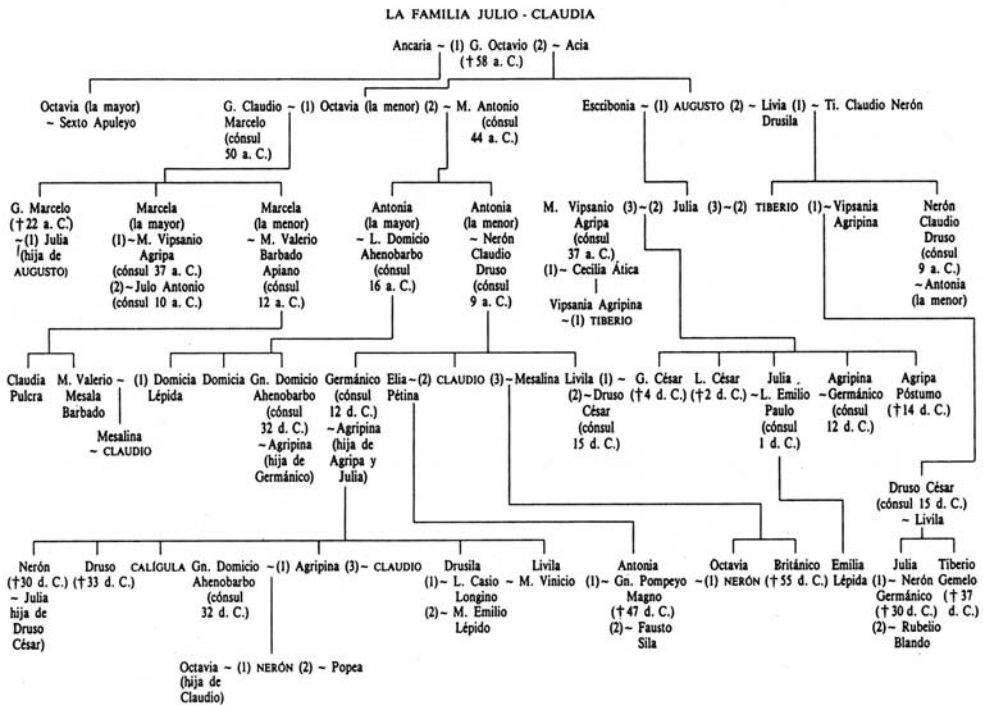 LA FAMILIA JULIO - CLAUDIA
Ancaria ~ (1) G. Octavio (2) ~ Acia
(†58 a. C.)
Octavia (la mayor)
~ Sexto Apuleyo
G. Claudio ~ (1) Octavia (la menor) (2) ~ M. Antonio
Marcelo
(cónsul
50 a. C.)
(cónsul
44 a. C.)
Escribonia ~ (1) AUGUSTO (2) ~ Livia (1) ~ Ti. Claudio Nerón
Drusila
G. Marcelo
(†22 a. C.)
~(1) Julia
(hija de
AUGUSTO)
Marcela
(la mayor)
(1)~M. Vipsanio
Agripa
(cónsul 37 a. C.)
(2)~Julo Antonio
(cónsul 10 a. C.)
Marcela
(la menor)
~ M. Valerio
Barbado
Apiano
(cónsul
12 a. C.)
Antonia
(la mayor)
~ L. Domicio
Ahenobarbo
(cónsul
16 a. C.)
Antonia
(la menor)
~ Nerón
Claudio
Druso
(cónsul
9 a. C.)
M. Vipsanio (3)~(2) Julia (3)~(2) TIBERIO (1)~Vipsania
Agripa
(cónsul
37 a. C.)
(1)~ Cecilia Ática
Vipsania Agripina
~(1) TIBERIO
Agripina
Nerón
Claudio
Druso
(cónsul
9 a. C.)
~Antonia
(la menor)
Claudia
Pulcra
M. Valerio ~ (1) Domicia
Mesala
Barbado
Lépida
Mesalina
~ CLAUDIO
Domicia
Gn. Domicio
Ahenobarbo
(cónsul
32 d. C.)
~Agripina
(hija de
Germánico)
Germánico
(cónsul
12 d. C.)
~Agripina
(hija de
Agripa y
Julia)
Elia~(2) CLAUDIO (3)~Mesalina
Pétina
Livila (1) ~ G. César
(2)~Druso (†4 d. C.)
César
(cónsul
15 d. C.)
L. César
(†2 d. C.)
Julia
~L. Emilio
Paulo
(cónsul
1 d. C.)
Agripina
~Germánico
(cónsul
12 d. C.)
Agripa
Póstumo
(†14 d. C.)
Druso César
(cónsul 15 d. C.)
~ Livila
Nerón
(†30 d. C.)
~ Julia
hija de
Druso
César)
Druso
(†33 d. C.)
CALÍGULA
Gn. Domicio ~(1) Agripina (3)~ CLAUDIO
Ahenobarbo
(cónsul
32 d. C.)
Drusila
(1)~ L. Casio
Longino
(2)~ M. Emilio
Lépido
Livila
~ M. Vinicio
Antonia
(1)~ Gn. Pompeyo
Magno
(†47 d. C.)
(2)~ Fausto
Sila
Octavia
~(1) NERÓN
Británico
(†55 d. C.)
Emilia
Lépida
Julia
(1)~ Nerón
Germánico
(†30 d. C.)
(2)~ Rubelio
Blando
Tiberio
Gemelo
(†37
d. C.)
Octavia ~ (1) NERÓN (2) ~ Popea
(hija de
Claudio)